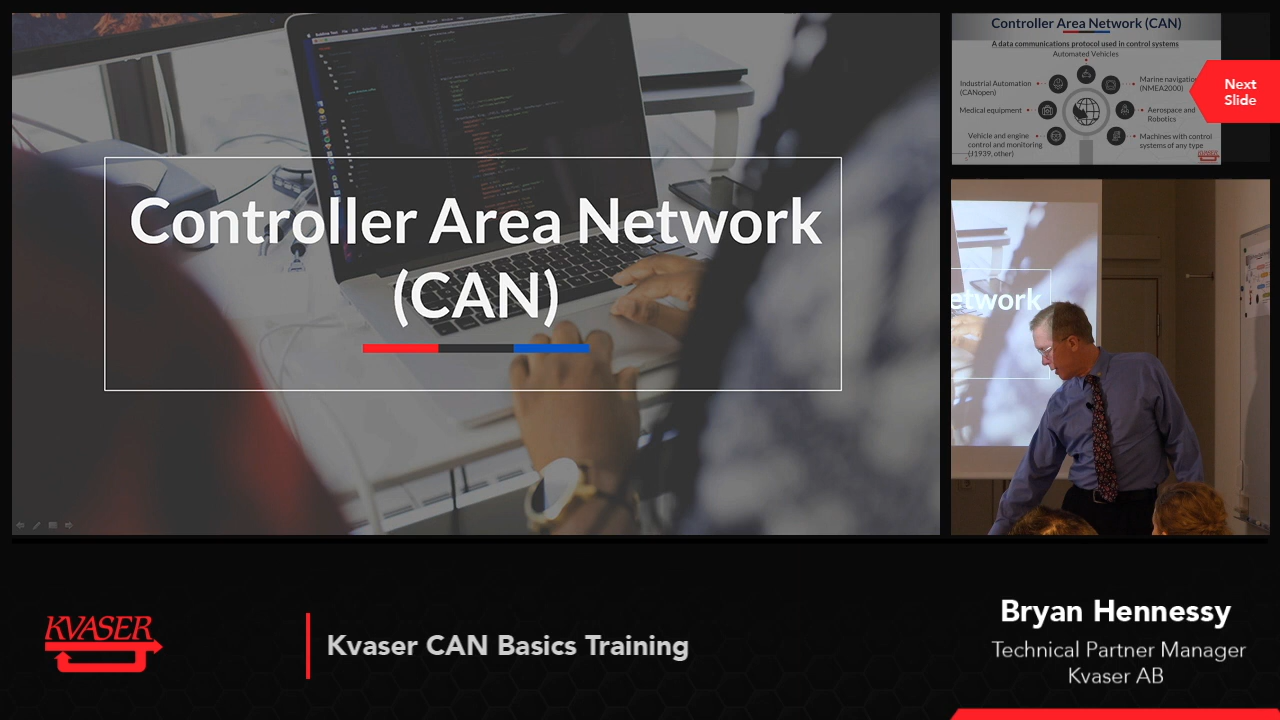 Controller Area Network
(CAN)
Controller Area Network (CAN)
A data communications protocol used in control systems
Automated Vehicles
Industrial Automation
(CANopen)
Medical equipment
Vehicle and engine
control and monitoring
(J1939, other)
Marine navigation
(NMEA2000)
Aerospace and
Robotics
Machines with control
systems of any type
KVASER
Next
Slide
etwork
KVASER
Kvaser CAN Basics Training
Bryan Hennessy
Technical Partner Manager
Kvaser AB